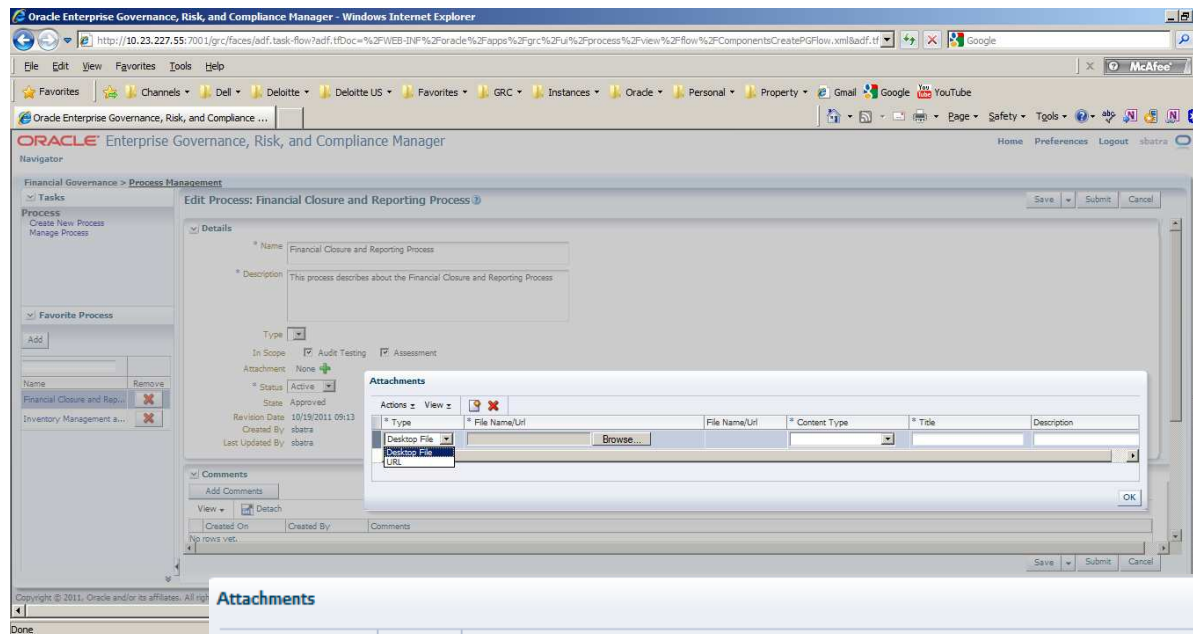 Oracle Enterprise Governance, Risk, and Compliance Manager - Windows Internet Explorer
http://10.23.227.55:7001/grc/faces/adf.task-flow?adf.tfDoc=%2FWEB-INF%2Foracle%2Fapps%2Fgrc%2Fui%2Fprocess%2Fview%2Fflow%2FComponentsCreatePGFlow.xml&adf.tf
Google
File Edit View Favorites Tools Help
McAfee
Favorites Channels Dell Deloitte Deloitte US Favorites GRC Instances Oracle Personal Property Gmail Google YouTube
Oracle Enterprise Governance, Risk, and Compliance ...
Page Safety Tools
ORACLE Enterprise Governance, Risk, and Compliance Manager
Home Preferences Logout sbatra
Navigator
Financial Governance > Process Management
Tasks
Process
Create New Process
Manage Process
Favorite Process
Add
Name Remove
Financial Closure and Rep...
Inventory Management a...
Edit Process: Financial Closure and Reporting Process
Save Submit Cancel
Details
* Name Financial Closure and Reporting Process
* Description This process describes about the Financial Closure and Reporting Process
Type
In Scope Audit Testing Assessment
Attachment None
* Status Active
State Approved
Revision Date 10/19/2011 09:13
Created By sbatra
Last Updated By sbatra
Attachments
Actions View
* Type * File Name/Url File Name/Url * Content Type * Title Description
Desktop File Browse...
Desktop File
URL
OK
Comments
Add Comments
View Detach
Created On Created By Comments
No rows yet.
Save Submit Cancel
Copyright © 2011, Oracle and/or its affiliates. All righ
Attachments
Done